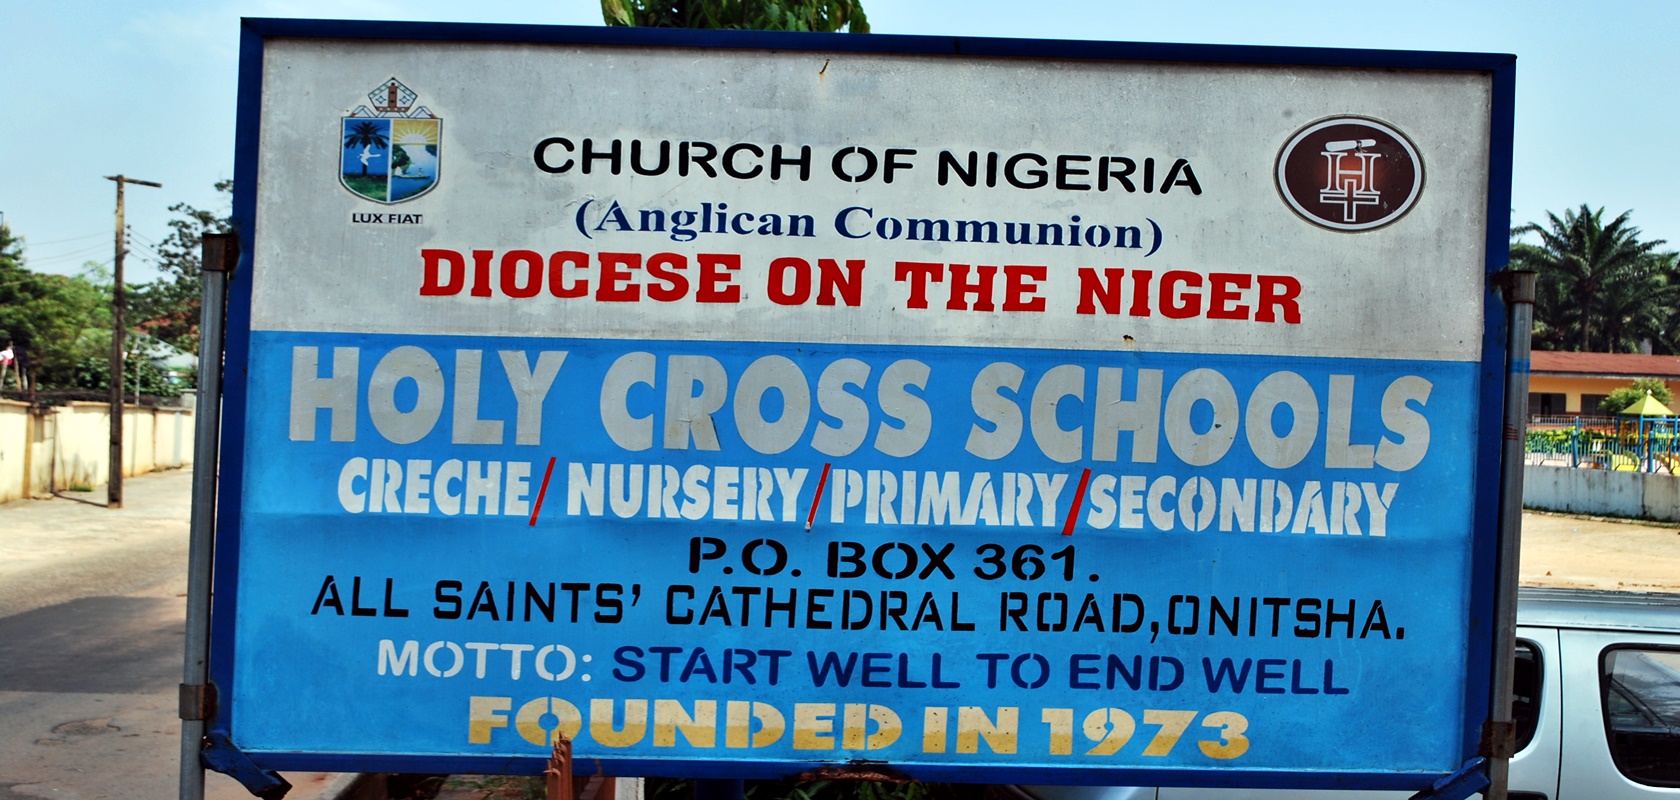 CHURCH OF NIGERIA
(Anglican Communion)
DIOCESE ON THE NIGER
LUX FIAT
H
HOLY CROSS SCHOOLS
CRECHE/NURSERY/PRIMARY/SECONDARY
P.O. BOX 361.
ALL SAINTS' CATHEDRAL ROAD,ONITSHA.
MOTTO: START WELL TO END WELL
FOUNDED IN 1973